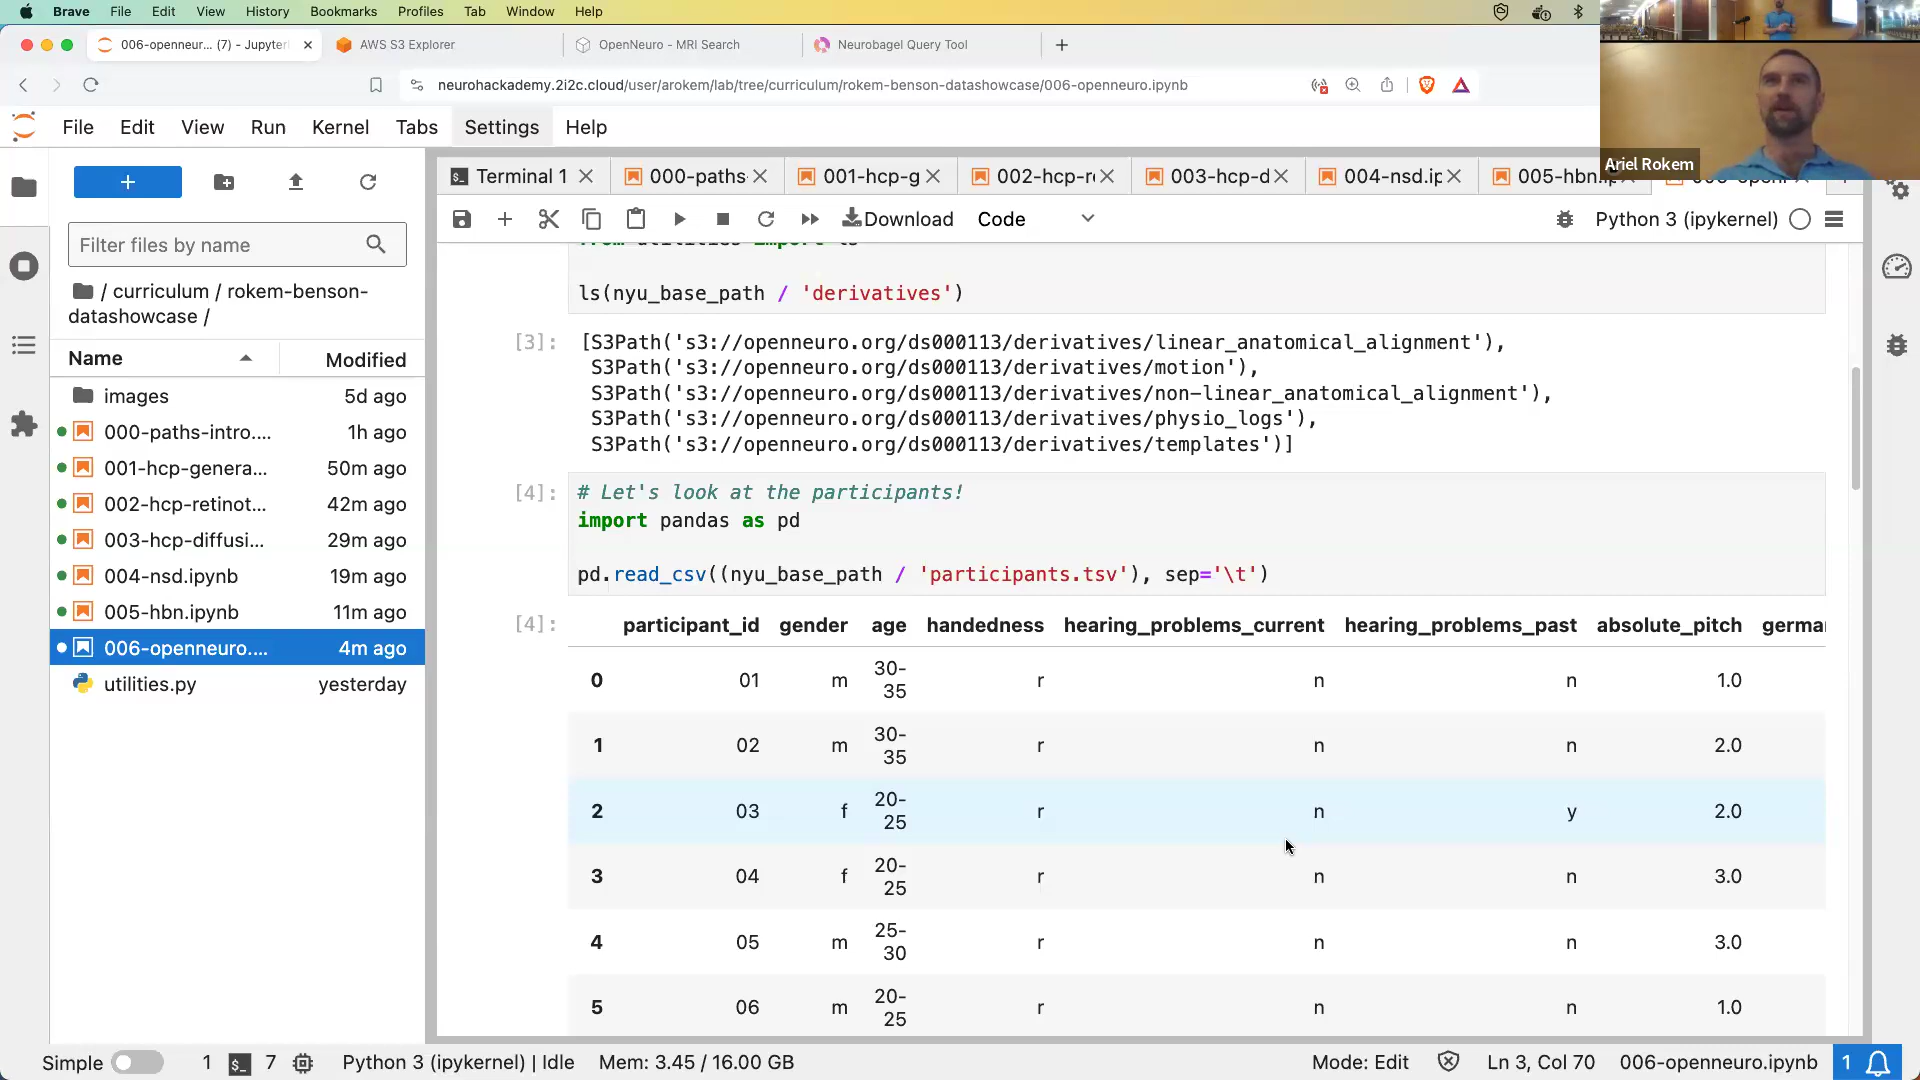 Brave File Edit View History Bookmarks Profiles Tab Window Help
006-openneur... (7) - Jupyter
AWS S3 Explorer
OpenNeuro - MRI Search
Neurobagel Query Tool
neurohackademy.2i2c.cloud/user/arokem/lab/tree/curriculum/rokem-benson-datashowcase/006-openneuro.ipynb
Ariel Rokem
File Edit View Run Kernel Tabs Settings Help
Terminal 1 000-paths- 001-hcp-g 002-hcp-r 003-hcp-d 004-nsd.ip 005-hbn.ip
Download Code Python 3 (ipykernel)
Filter files by name
/ curriculum / rokem-benson-
datashowcase /
Name Modified
images 5d ago
000-paths-intro.... 1h ago
001-hcp-genera... 50m ago
002-hcp-retinot... 42m ago
003-hcp-diffusi... 29m ago
004-nsd.ipynb 19m ago
005-hbn.ipynb 11m ago
006-openneuro.... 4m ago
utilities.py yesterday
from utilities import ls
ls(nyu_base_path / 'derivatives')
[3]: [S3Path('s3://openneuro.org/ds000113/derivatives/linear_anatomical_alignment'),
S3Path('s3://openneuro.org/ds000113/derivatives/motion'),
S3Path('s3://openneuro.org/ds000113/derivatives/non-linear_anatomical_alignment'),
S3Path('s3://openneuro.org/ds000113/derivatives/physio_logs'),
S3Path('s3://openneuro.org/ds000113/derivatives/templates')]
[4]: # Let's look at the participants!
import pandas as pd
pd.read_csv((nyu_base_path / 'participants.tsv'), sep='\t')
[4]: participant_id gender age handedness hearing_problems_current hearing_problems_past absolute_pitch germa
0 01 m 30-35 r n n 1.0
1 02 m 30-35 r n n 2.0
2 03 f 20-25 r n y 2.0
3 04 f 20-25 r n n 3.0
4 05 m 25-30 r n n 3.0
5 06 m 20-25 r n n 1.0
Simple 1 7 Python 3 (ipykernel) | Idle Mem: 3.45 / 16.00 GB Mode: Edit Ln 3, Col 70 006-openneuro.ipynb 1